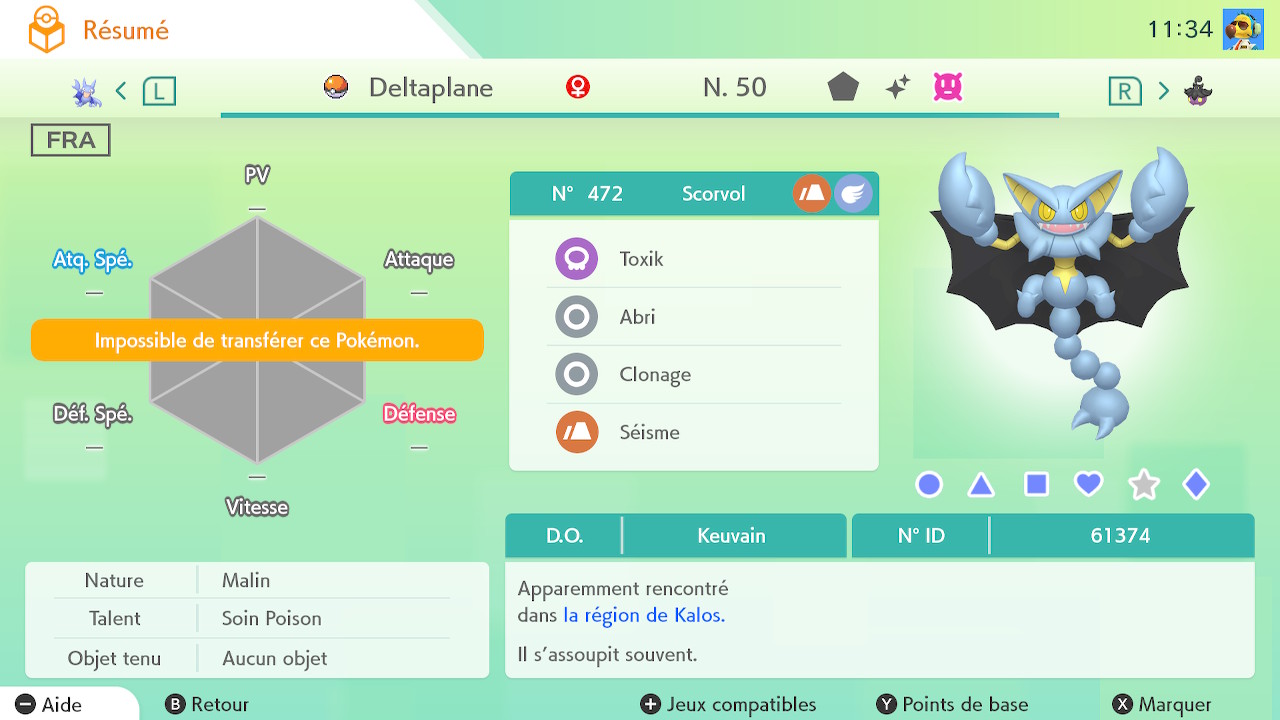 Résumé
11:34
L
Deltaplane
N. 50
R
FRA
PV
—
Atq. Spé.
—
Attaque
—
Impossible de transférer ce Pokémon.
Déf. Spé.
—
Défense
—
—
Vitesse
N° 472 Scorvol
Toxik
Abri
Clonage
Séisme
D.O. Keuvain
N° ID 61374
Apparemment rencontré
dans la région de Kalos.
Il s'assoupit souvent.
Nature Malin
Talent Soin Poison
Objet tenu Aucun objet
Aide
B Retour
Jeux compatibles
Y Points de base
X Marquer